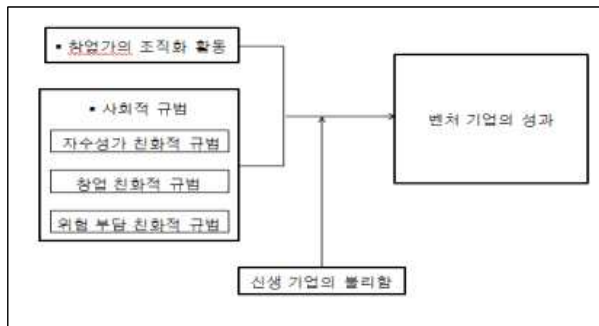 ▪ 창업가의 조직화 활동
▪ 사회적 규범
자수성가 친화적 규범
창업 친화적 규범
위험 부담 친화적 규범
벤처 기업의 성과
신생 기업의 불리함